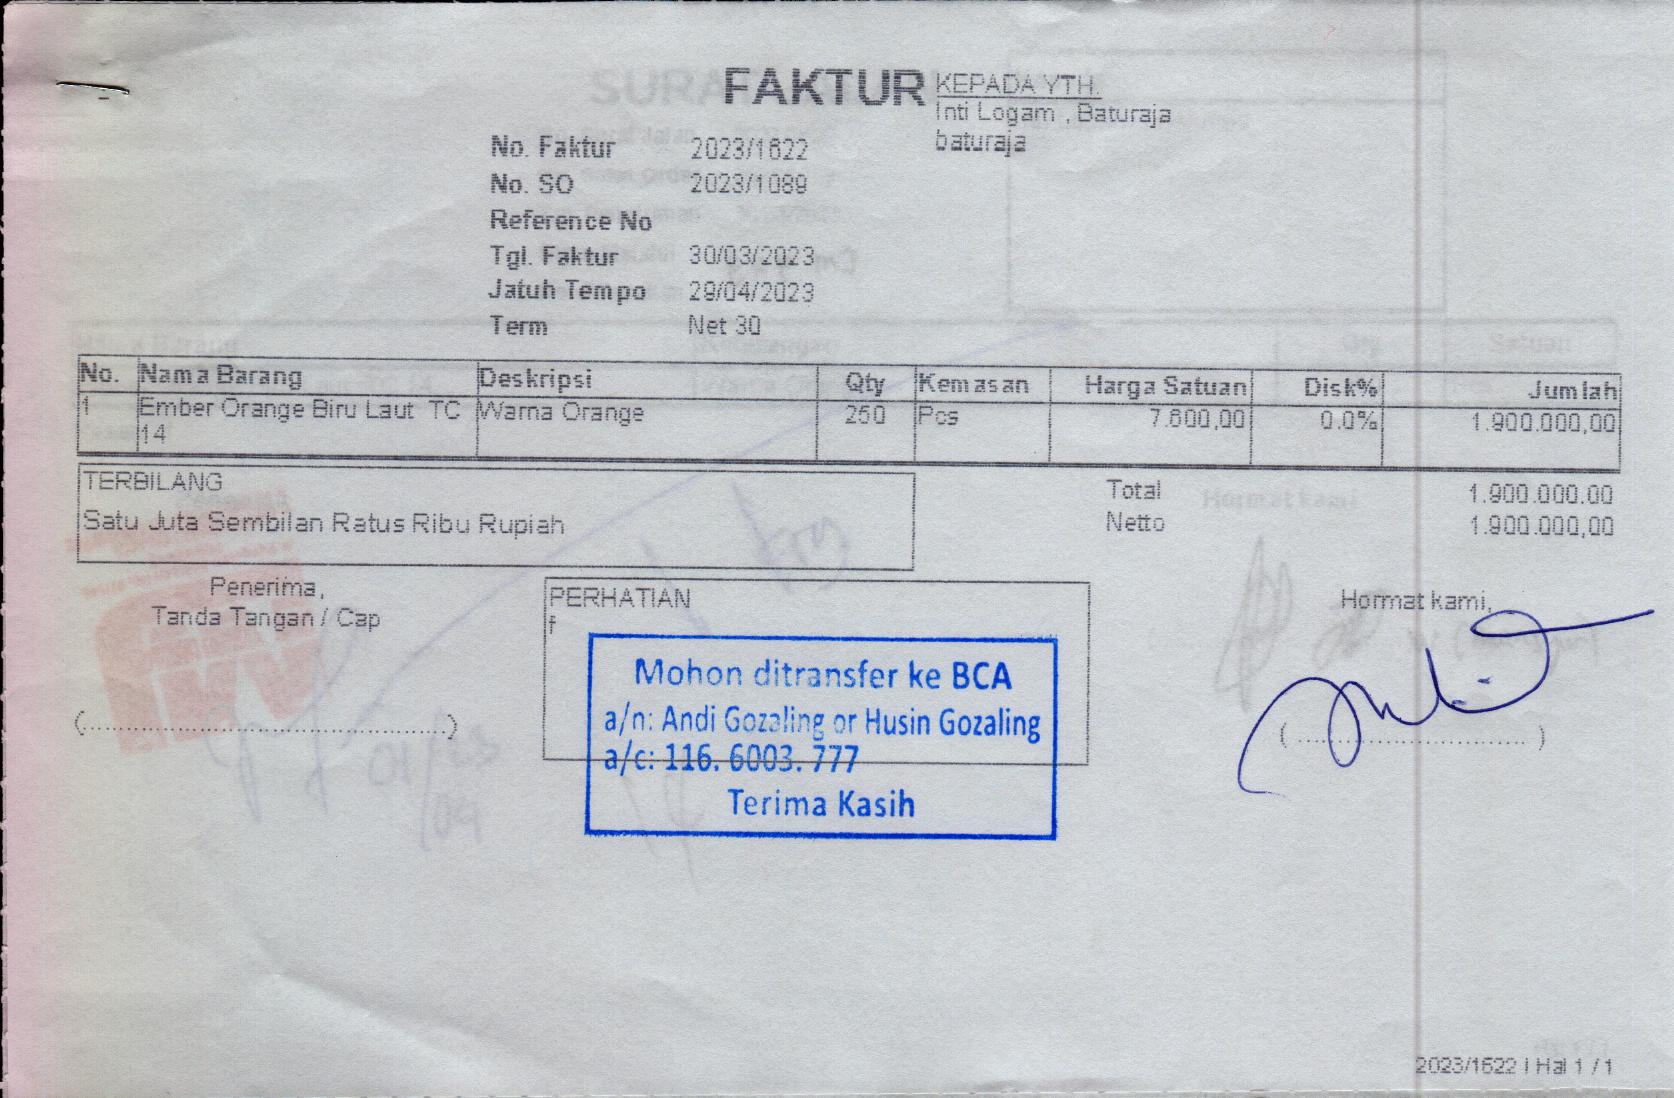 FAKTUR
KEPADA YTH.
Inti Logam , Baturaja
baturaja
No. Faktur 2023/1622
No. SO 2023/1089
Reference No
Tgl. Faktur 30/03/2023
Jatuh Tempo 29/04/2023
Term Net 30
No. Nama Barang Deskripsi Qty Kemasan Harga Satuan Disk% Jumlah
1 Ember Orange Biru Laut TC Warna Orange 250 Pcs 7.600,00 0.0% 1.900.000,00
14
TERBILANG
Satu Juta Sembilan Ratus Ribu Rupiah
Total 1.900.000.00
Netto 1.900.000,00
Penerima,
Tanda Tangan / Cap
PERHATIAN
f
Hormat kami,
Mohon ditransfer ke BCA
a/n: Andi Gozaling or Husin Gozaling
a/c: 116. 6003. 777
Terima Kasih
2023/1622 | Hal 1 / 1